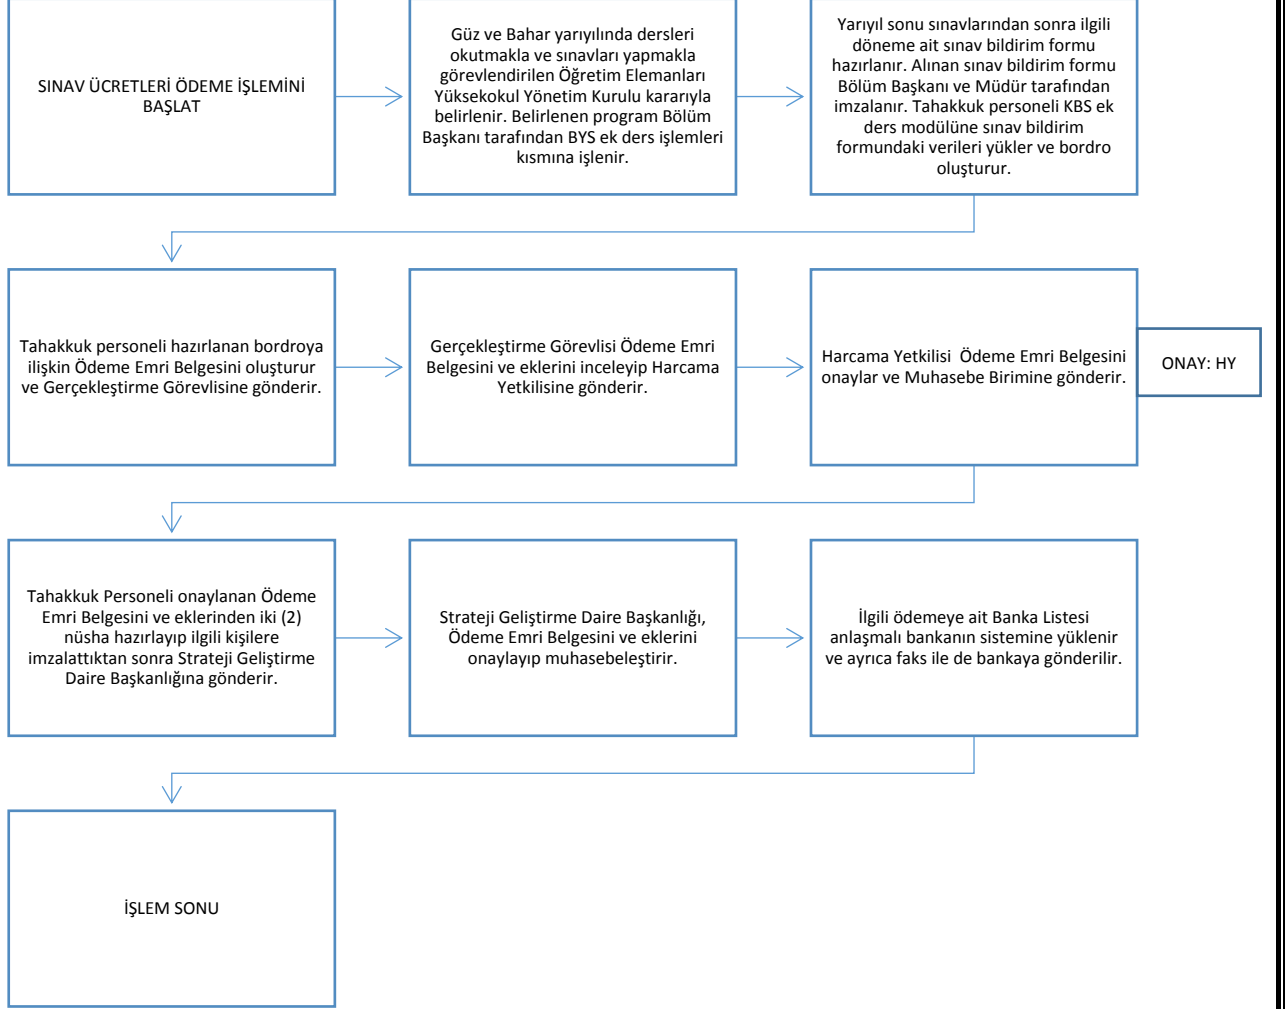 SINAV ÜCRETLERİ ÖDEME İŞLEMİNİ
BAŞLAT
Güz ve Bahar yarıyılında dersleri
okutmakla ve sınavları yapmakla
görevlendirilen Öğretim Elemanları
Yüksekokul Yönetim Kurulu kararıyla
belirlenir. Belirlenen program Bölüm
Başkanı tarafından BYS ek ders işlemleri
kısmına işlenir.
Yarıyıl sonu sınavlarından sonra ilgili
döneme ait sınav bildirim formu
hazırlanır. Alınan sınav bildirim formu
Bölüm Başkanı ve Müdür tarafından
imzalanır. Tahakkuk personeli KBS ek
ders modülüne sınav bildirim
formundaki verileri yükler ve bordro
oluşturur.
Tahakkuk personeli hazırlanan bordroya
ilişkin Ödeme Emri Belgesini oluşturur
ve Gerçekleştirme Görevlisine gönderir.
Gerçekleştirme Görevlisi Ödeme Emri
Belgesini ve eklerini inceleyip Harcama
Yetkilisine gönderir.
Harcama Yetkilisi  Ödeme Emri Belgesini
onaylar ve Muhasebe Birimine gönderir.
ONAY: HY
Tahakkuk Personeli onaylanan Ödeme
Emri Belgesini ve eklerinden iki (2)
nüsha hazırlayıp ilgili kişilere
imzalattıktan sonra Strateji Geliştirme
Daire Başkanlığına gönderir.
Strateji Geliştirme Daire Başkanlığı,
Ödeme Emri Belgesini ve eklerini
onaylayıp muhasebeleştirir.
İlgili ödemeye ait Banka Listesi
anlaşmalı bankanın sistemine yüklenir
ve ayrıca faks ile de bankaya gönderilir.
İŞLEM SONU